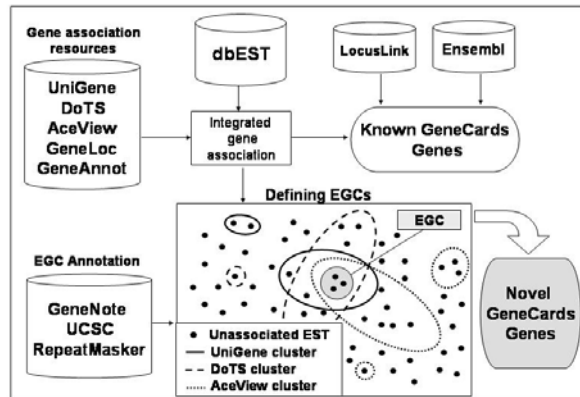 Gene association
resources
UniGene
DoTS
AceView
GeneLoc
GeneAnnot
dbEST
LocusLink
Ensembl
Integrated
gene
association
Known GeneCards
Genes
Defining EGCs
EGC
EGC Annotation
GeneNote
UCSC
RepeatMasker
Unassociated EST
UniGene cluster
DoTS cluster
AceView cluster
Novel
GeneCards
Genes